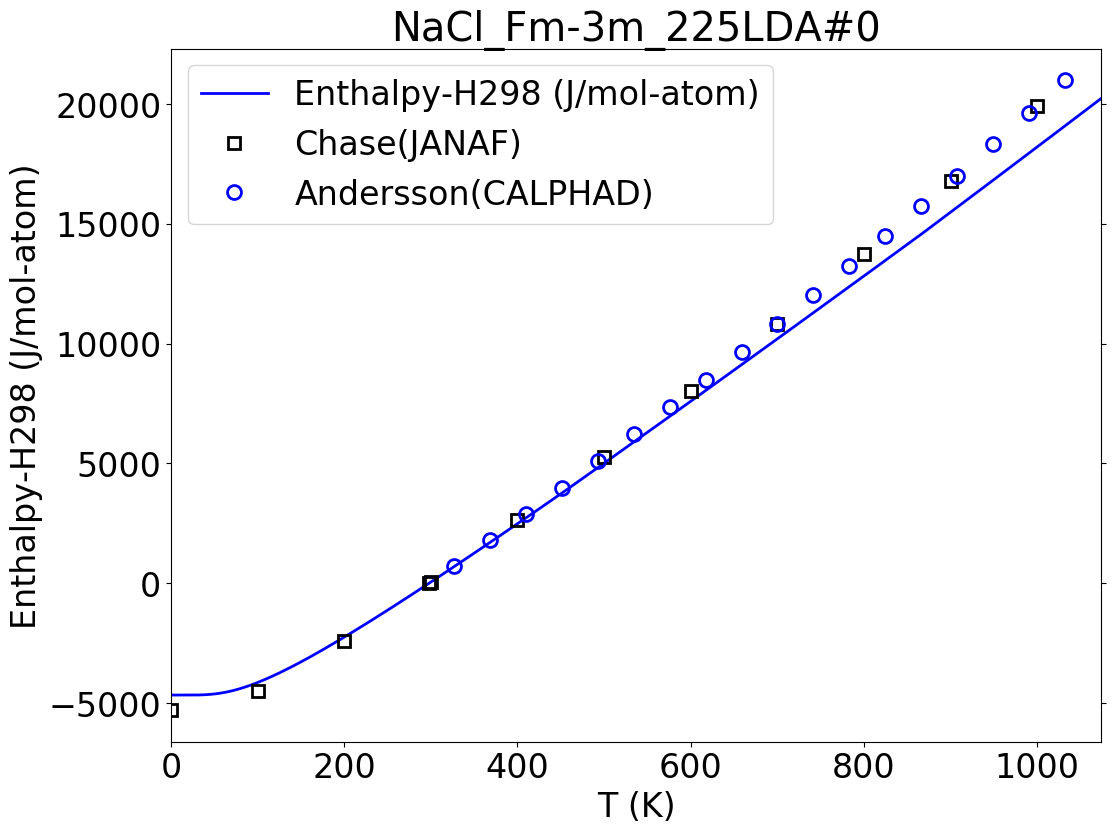 NaCl_Fm-3m_225LDA#0
Enthalpy-H298 (J/mol-atom)
Chase(JANAF)
Andersson(CALPHAD)
Enthalpy-H298 (J/mol-atom)
20000
15000
10000
5000
0
−5000
0 200 400 600 800 1000
T (K)